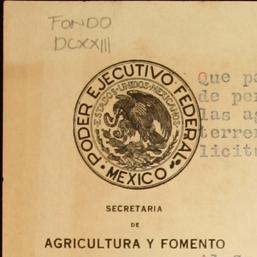 FONDO
DCXXIII
PODER EJECUTIVO FEDERAL
ESTADOS UNIDOS MEXICANOS
MEXICO
Que pa
de per
las ag
terren
licit
SECRETARIA
DE
AGRICULTURA Y FOMENTO